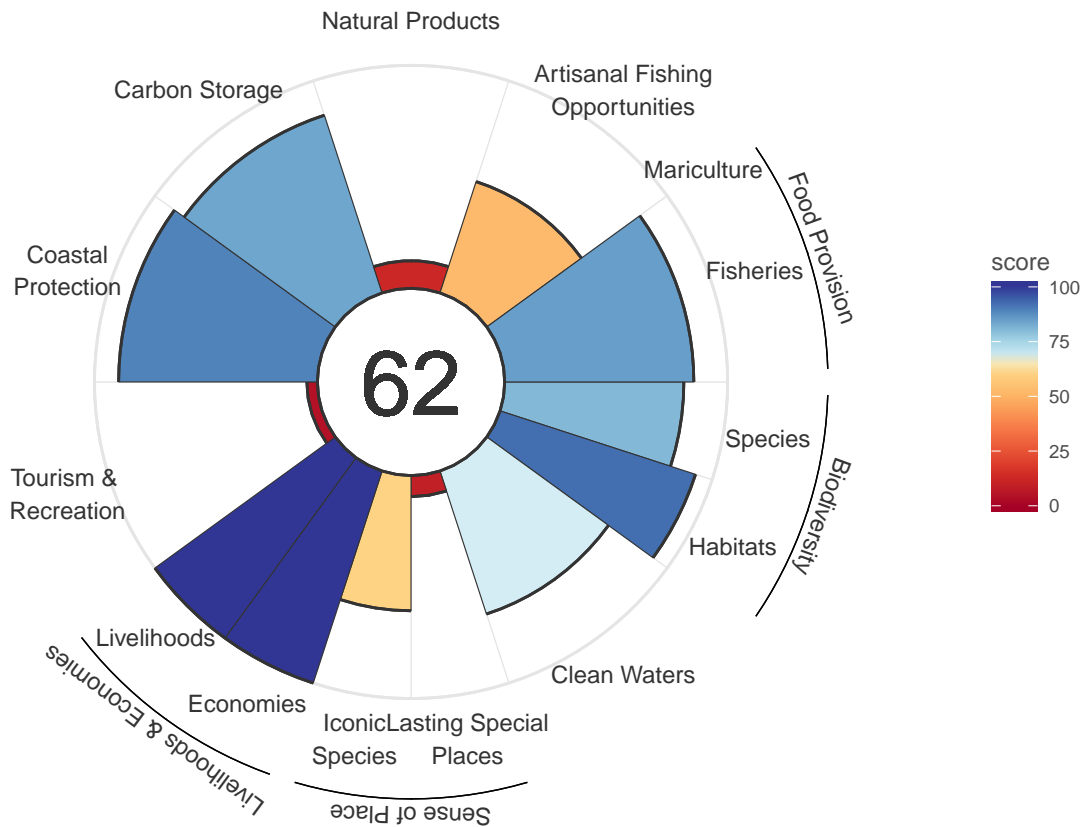 Natural Products
Artisanal Fishing
Opportunities
Carbon Storage
Mariculture
Food Provision
Coastal
Protection
Fisheries
score
100
75
50
25
0
62
Species
Biodiversity
Tourism &
Recreation
Habitats
Livelihoods
Clean Waters
Livelihoods & Economies
Economies
Iconic
Species
Lasting Special
Places
Sense of Place